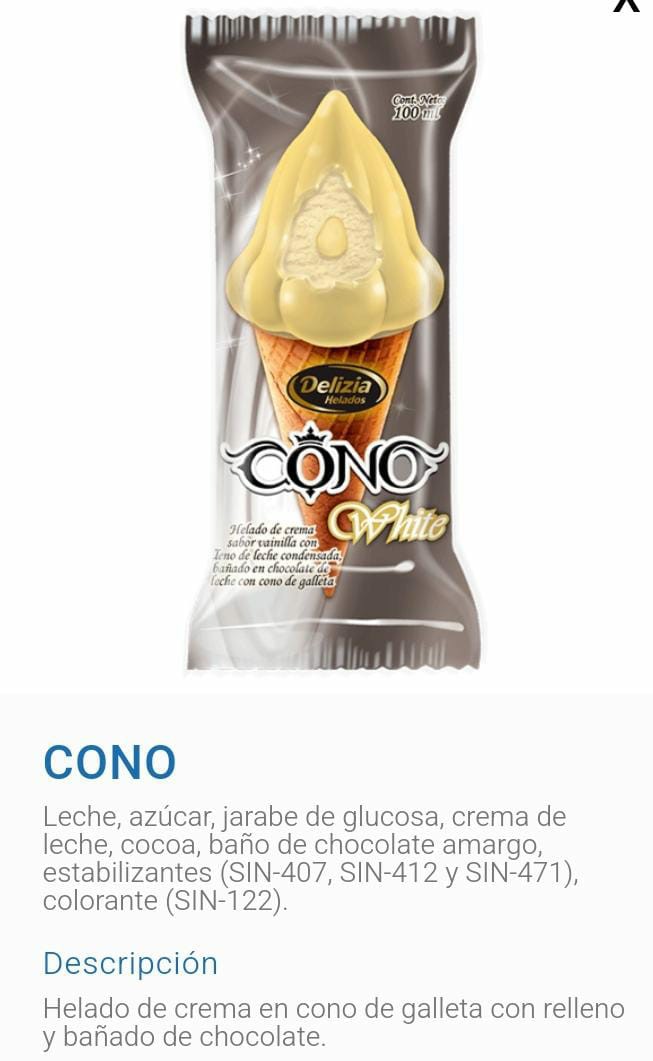 X
Cont. Neto
100 ml
Delizia
Helados
CONO
White
Helado de crema
sabor vainilla con
leno de leche condensada,
bañado en chocolate de
leche con cono de galleta
CONO
Leche, azúcar, jarabe de glucosa, crema de
leche, cocoa, baño de chocolate amargo,
estabilizantes (SIN-407, SIN-412 y SIN-471),
colorante (SIN-122).
Descripción
Helado de crema en cono de galleta con relleno
y bañado de chocolate.